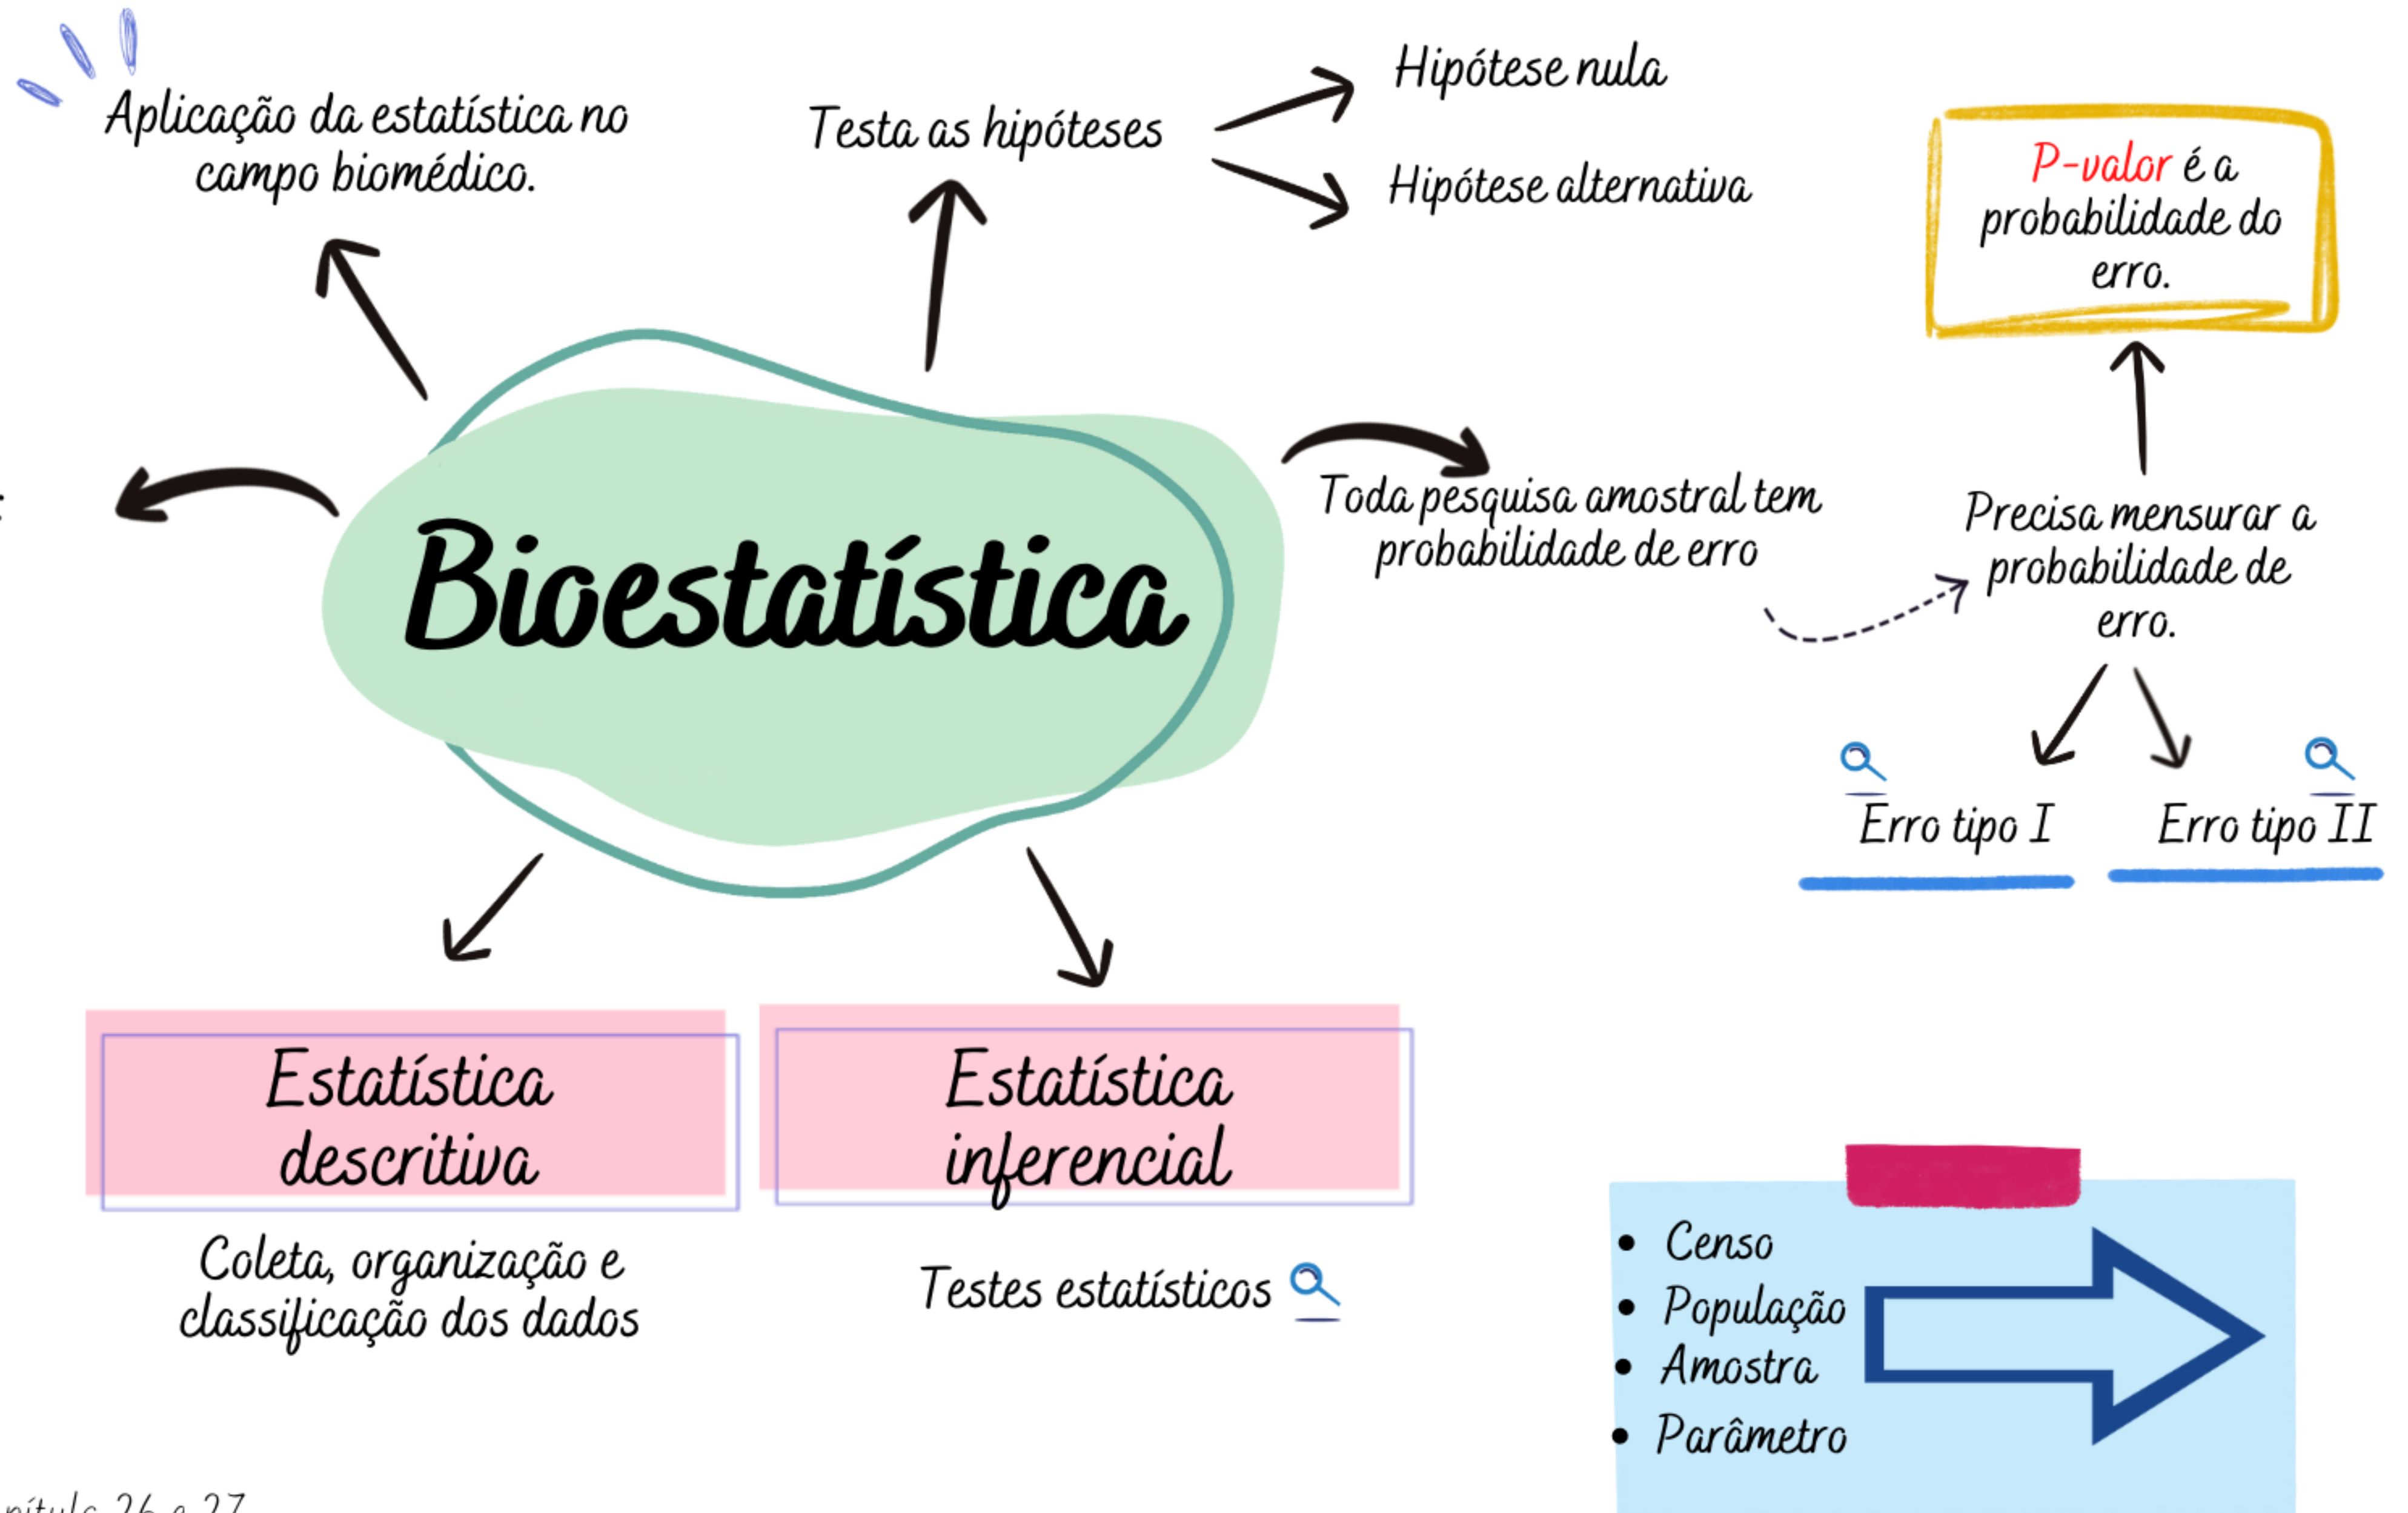 Aplicação da estatística no
campo biomédico.
Testa as hipóteses
Hipótese nula
Hipótese alternativa
P-valor é a
probabilidade do
erro.
Bioestatística
Toda pesquisa amostral tem
probabilidade de erro
Precisa mensurar a
probabilidade de
erro.
Erro tipo I
Erro tipo II
Estatística
descritiva
Coleta, organização e
classificação dos dados
Estatística
inferencial
Testes estatísticos
• Censo
• População
• Amostra
• Parâmetro
26 e 27